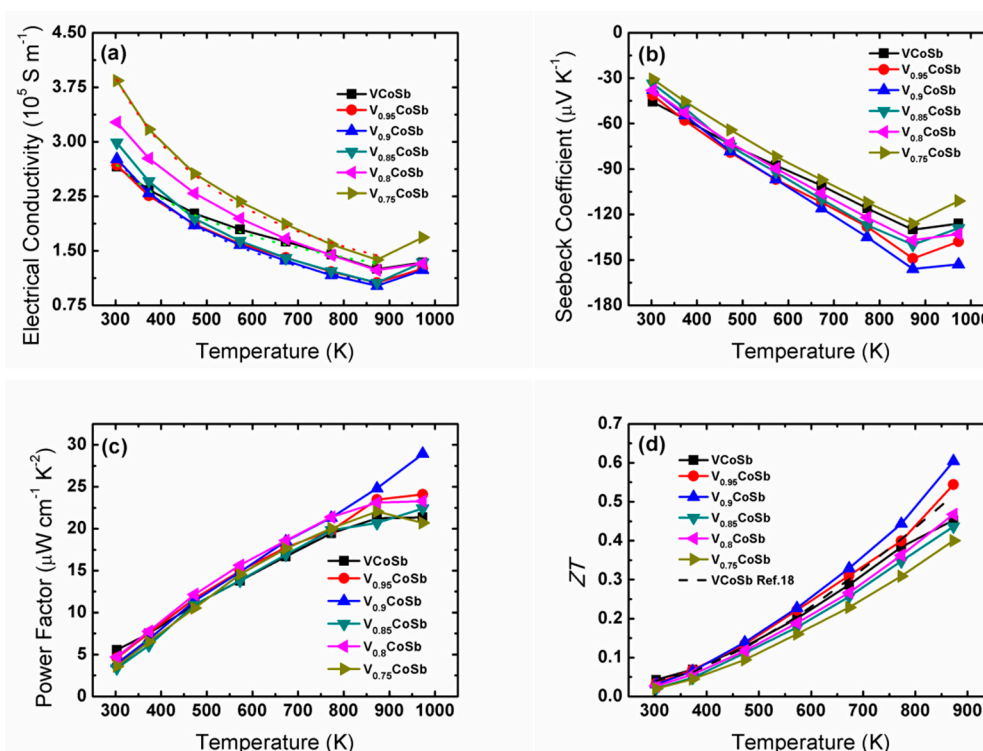 (a)
Electrical Conductivity (10⁵ S m⁻¹)
4.50
3.75
3.00
2.25
1.50
0.75
VCoSb
V₀.₉₅CoSb
V₀.₉CoSb
V₀.₈₅CoSb
V₀.₈CoSb
V₀.₇₅CoSb
300 400 500 600 700 800 900 1000
Temperature (K)
(b)
Seebeck Coefficient (μV K⁻¹)
0
-30
-60
-90
-120
-150
-180
VCoSb
V₀.₉₅CoSb
V₀.₉CoSb
V₀.₈₅CoSb
V₀.₈CoSb
V₀.₇₅CoSb
300 400 500 600 700 800 900 1000
Temperature (K)
(c)
Power Factor (μW cm⁻¹ K⁻²)
30
25
20
15
10
5
0
VCoSb
V₀.₉₅CoSb
V₀.₉CoSb
V₀.₈₅CoSb
V₀.₈CoSb
V₀.₇₅CoSb
300 400 500 600 700 800 900 1000
Temperature (K)
(d)
ZT
0.7
0.6
0.5
0.4
0.3
0.2
0.1
0.0
VCoSb
V₀.₉₅CoSb
V₀.₉CoSb
V₀.₈₅CoSb
V₀.₈CoSb
V₀.₇₅CoSb
VCoSb Ref.18
300 400 500 600 700 800 900
Temperature (K)